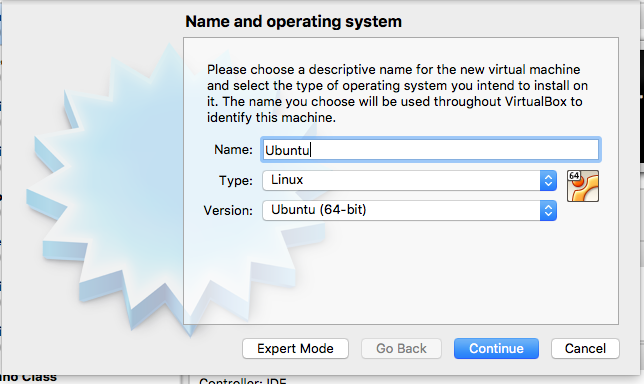 Name and operating system
Please choose a descriptive name for the new virtual machine
and select the type of operating system you intend to install on
it. The name you choose will be used throughout VirtualBox to
identify this machine.
Name: Ubuntu
Type: Linux
64
Version: Ubuntu (64-bit)
Expert Mode Go Back Continue Cancel
Class
Controller: IDE